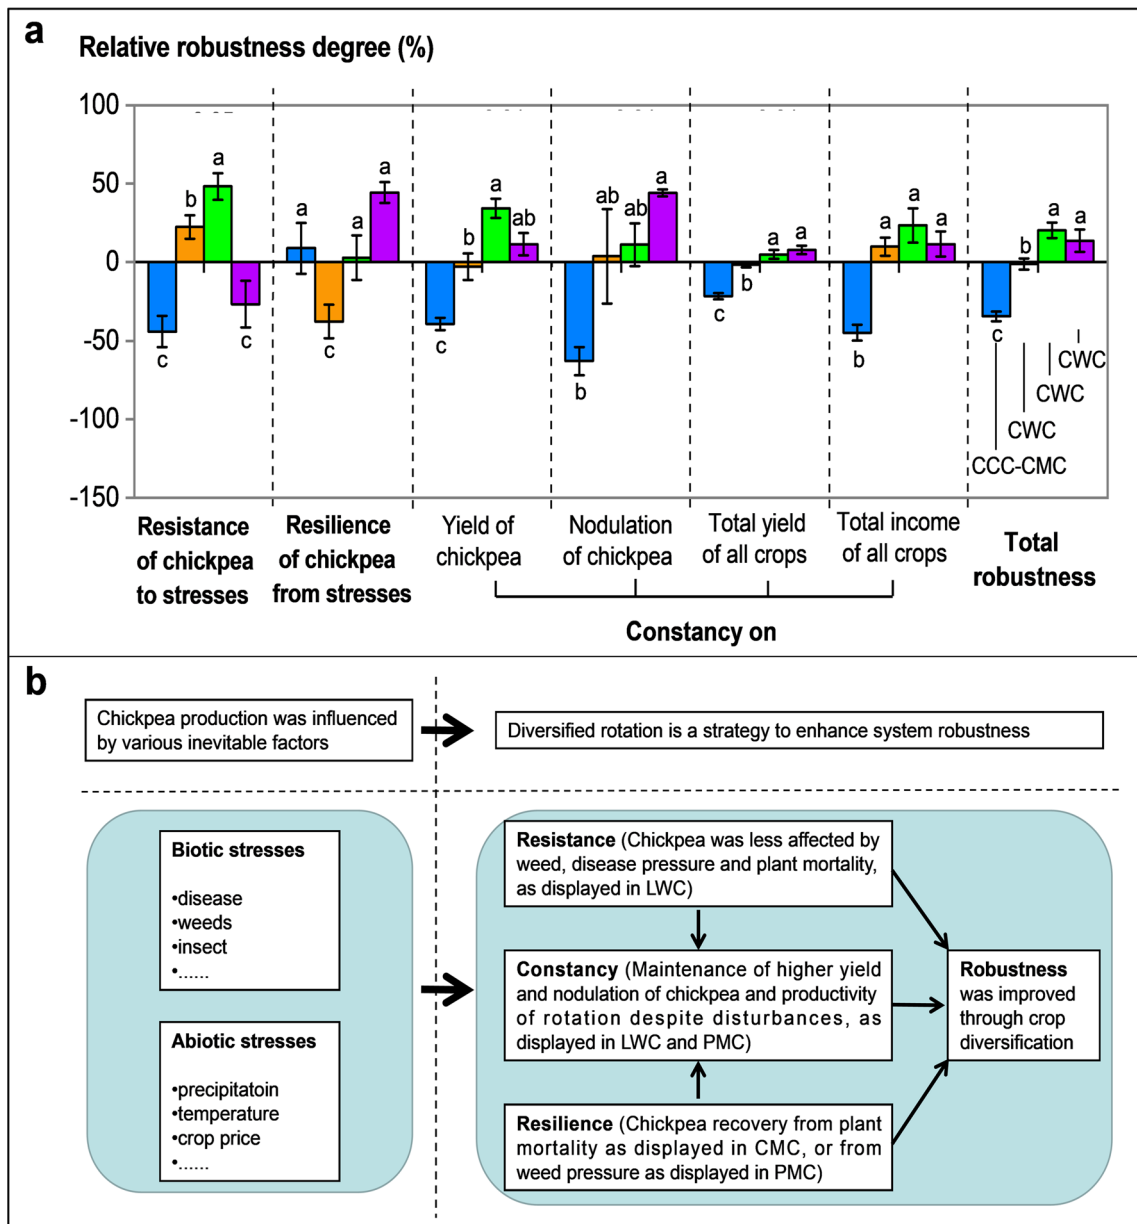 a
Relative robustness degree (%)
100
50
0
-50
-100
-150
c
b
a
c
a
c
a
a
c
b
a
ab
b
ab
ab
a
c
b
a
a
b
a
a
a
c
b
a
a
CWC
CWC
CWC
CCC-CMC
Resistance
of chickpea
to stresses
Resilience
of chickpea
from stresses
Yield of
chickpea
Nodulation
of chickpea
Total yield
of all crops
Total income
of all crops
Total
robustness
Constancy on
b
Chickpea production was influenced
by various inevitable factors
Diversified rotation is a strategy to enhance system robustness
Biotic stresses
•disease
•weeds
•insect
•......
Abiotic stresses
•precipitatoin
•temperature
•crop price
•......
Resistance (Chickpea was less affected by
weed, disease pressure and plant mortality,
as displayed in LWC)
Constancy (Maintenance of higher yield
and nodulation of chickpea and productivity
of rotation despite disturbances, as
displayed in LWC and PMC)
Resilience (Chickpea recovery from plant
mortality as displayed in CMC, or from
weed pressure as displayed in PMC)
Robustness
was improved
through crop
diversification